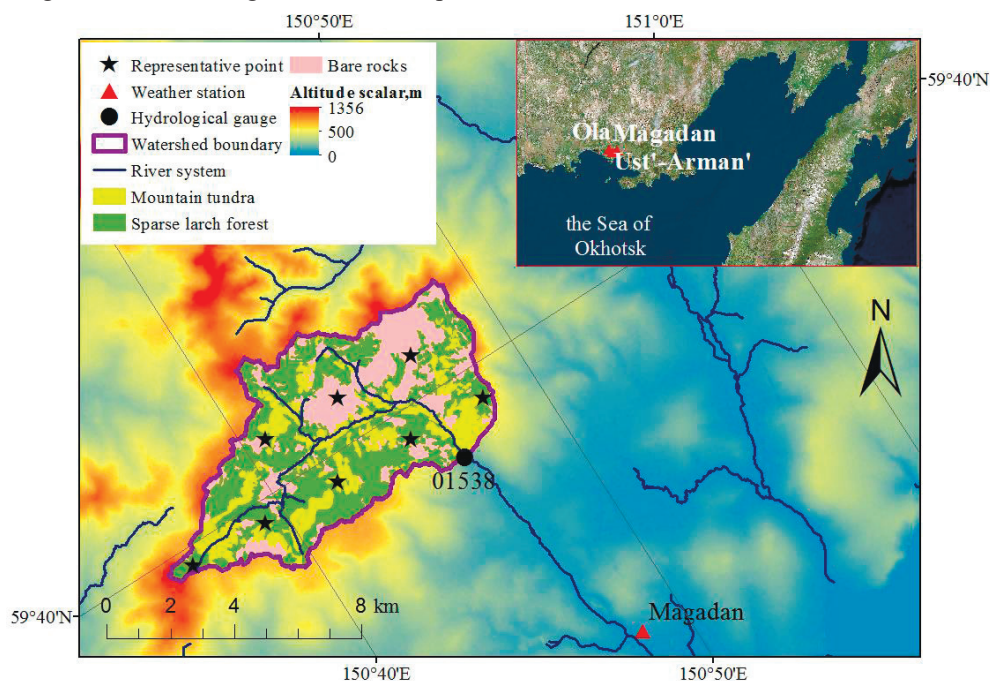 150°50'E
151°0'E
Representative point
Weather station
Hydrological gauge
Watershed boundary
River system
Mountain tundra
Sparse larch forest
Bare rocks
Altitude scalar,m
1356
500
0
59°40'N
Ola Magadan
Ust'-Arman'
the Sea of
Okhotsk
N
01538
Magadan
0 2 4 8 km
59°40'N
150°40'E
150°50'E